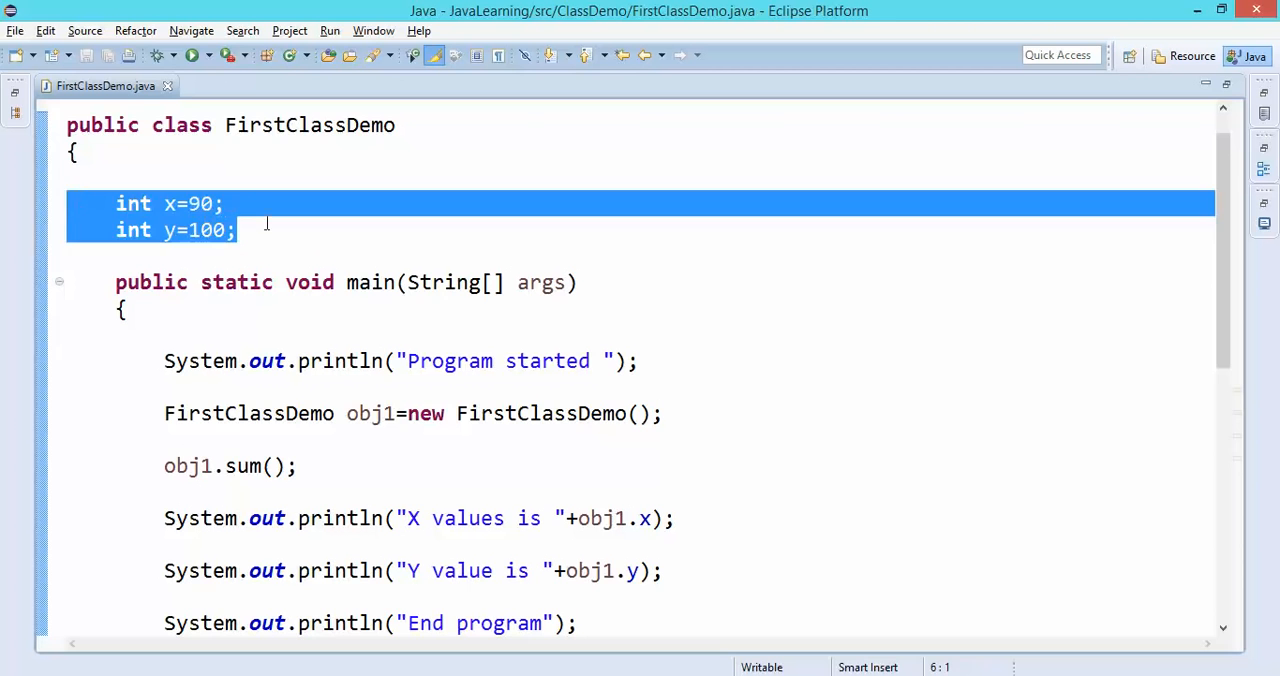 Java - JavaLearning/src/ClassDemo/FirstClassDemo.java - Eclipse Platform
File Edit Source Refactor Navigate Search Project Run Window Help
Quick Access Resource Java
FirstClassDemo.java
public class FirstClassDemo
{
int x=90;
int y=100;
public static void main(String[] args)
{
System.out.println("Program started ");
FirstClassDemo obj1=new FirstClassDemo();
obj1.sum();
System.out.println("X values is "+obj1.x);
System.out.println("Y value is "+obj1.y);
System.out.println("End program");
Writable Smart Insert 6 : 1